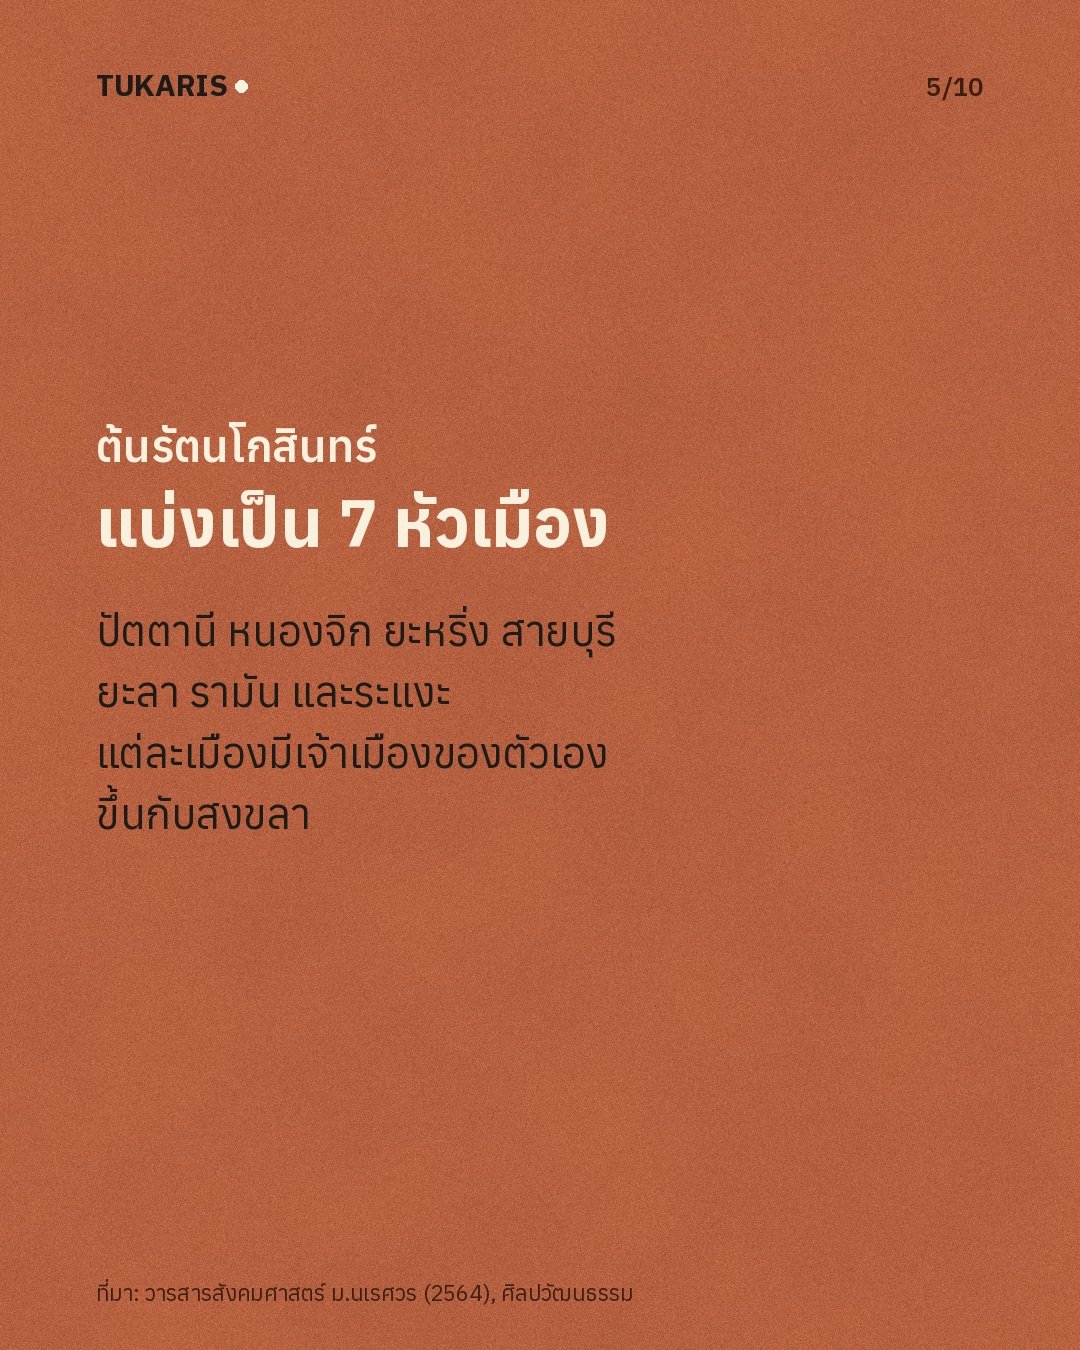 TUKARIS
5/10
ต้นรัตนโกสินทร์
แบ่งเป็น 7 หัวเมือง
ปัตตานี หนองจิก ยะหริ่ง สายบุรี
ยะลา รามัน และระแงะ
แต่ละเมืองมีเจ้าเมืองของตัวเอง
ขึ้นกับสงขลา
ที่มา: วารสารสังคมศาสตร์ ม.นเรศวร (2564), ศิลปวัฒนธรรม